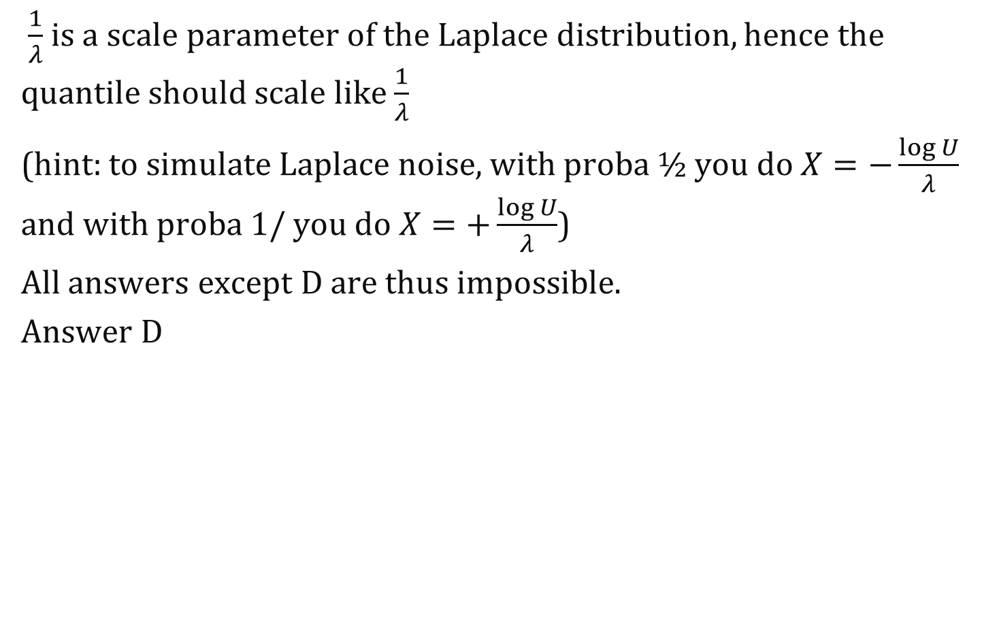 $\frac{1}{\lambda}$ is a scale parameter of the Laplace distribution, hence the
quantile should scale like $\frac{1}{\lambda}$
(hint: to simulate Laplace noise, with proba ½ you do $X = -\frac{\log U}{\lambda}$
and with proba 1/ you do $X = +\frac{\log U}{\lambda}$)
All answers except D are thus impossible.
Answer D